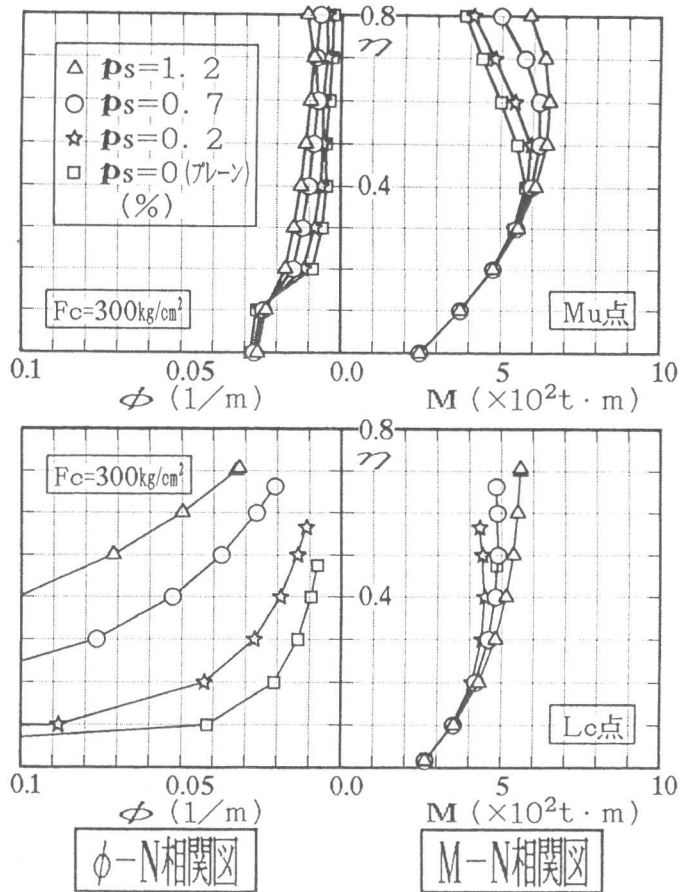 0.8
η
△ ps=1.2
○ ps=0.7
☆ ps=0.2
□ ps=0(プレーン)
(%)
0.4
Fc=300kg/cm²
Mu点
0.1 0.05 0.0 5 10
φ (1/m) M (×10²t·m)
0.8
η
Fc=300kg/cm²
0.4
Lc点
0.1 0.05 0.0 5 10
φ (1/m) M (×10²t·m)
φ-N相関図 M-N相関図